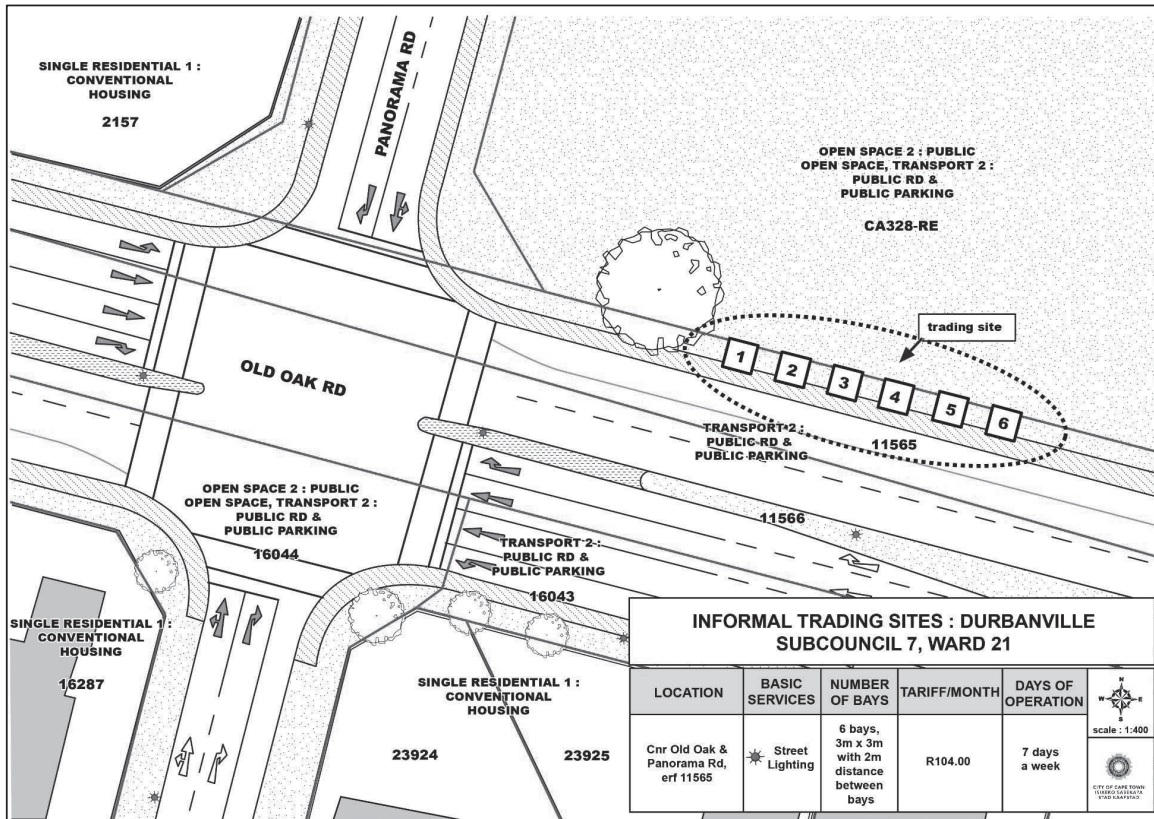 SINGLE RESIDENTIAL 1 :
CONVENTIONAL
HOUSING
2157
PANORAMA RD
OPEN SPACE 2 : PUBLIC
OPEN SPACE, TRANSPORT 2 :
PUBLIC RD &
PUBLIC PARKING
CA328-RE
trading site
1
2
3
4
5
6
OLD OAK RD
TRANSPORT 2 :
PUBLIC RD &
PUBLIC PARKING
11565
11566
OPEN SPACE 2 : PUBLIC
OPEN SPACE, TRANSPORT 2 :
PUBLIC RD &
PUBLIC PARKING
16044
TRANSPORT 2 :
PUBLIC RD &
PUBLIC PARKING
16043
SINGLE RESIDENTIAL 1 :
CONVENTIONAL
HOUSING
16287
SINGLE RESIDENTIAL 1 :
CONVENTIONAL
HOUSING
23924
23925
INFORMAL TRADING SITES : DURBANVILLE
SUBCOUNCIL 7, WARD 21
LOCATION
BASIC
SERVICES
NUMBER
OF BAYS
TARIFF/MONTH
DAYS OF
OPERATION
N
W E
S
scale : 1:400
Cnr Old Oak &
Panorama Rd,
erf 11565
Street
Lighting
6 bays,
3m x 3m
with 2m
distance
between
bays
R104.00
7 days
a week
CITY OF CAPE TOWN
ISIXEKO SASEKAPA
STAD KAAPSTAD